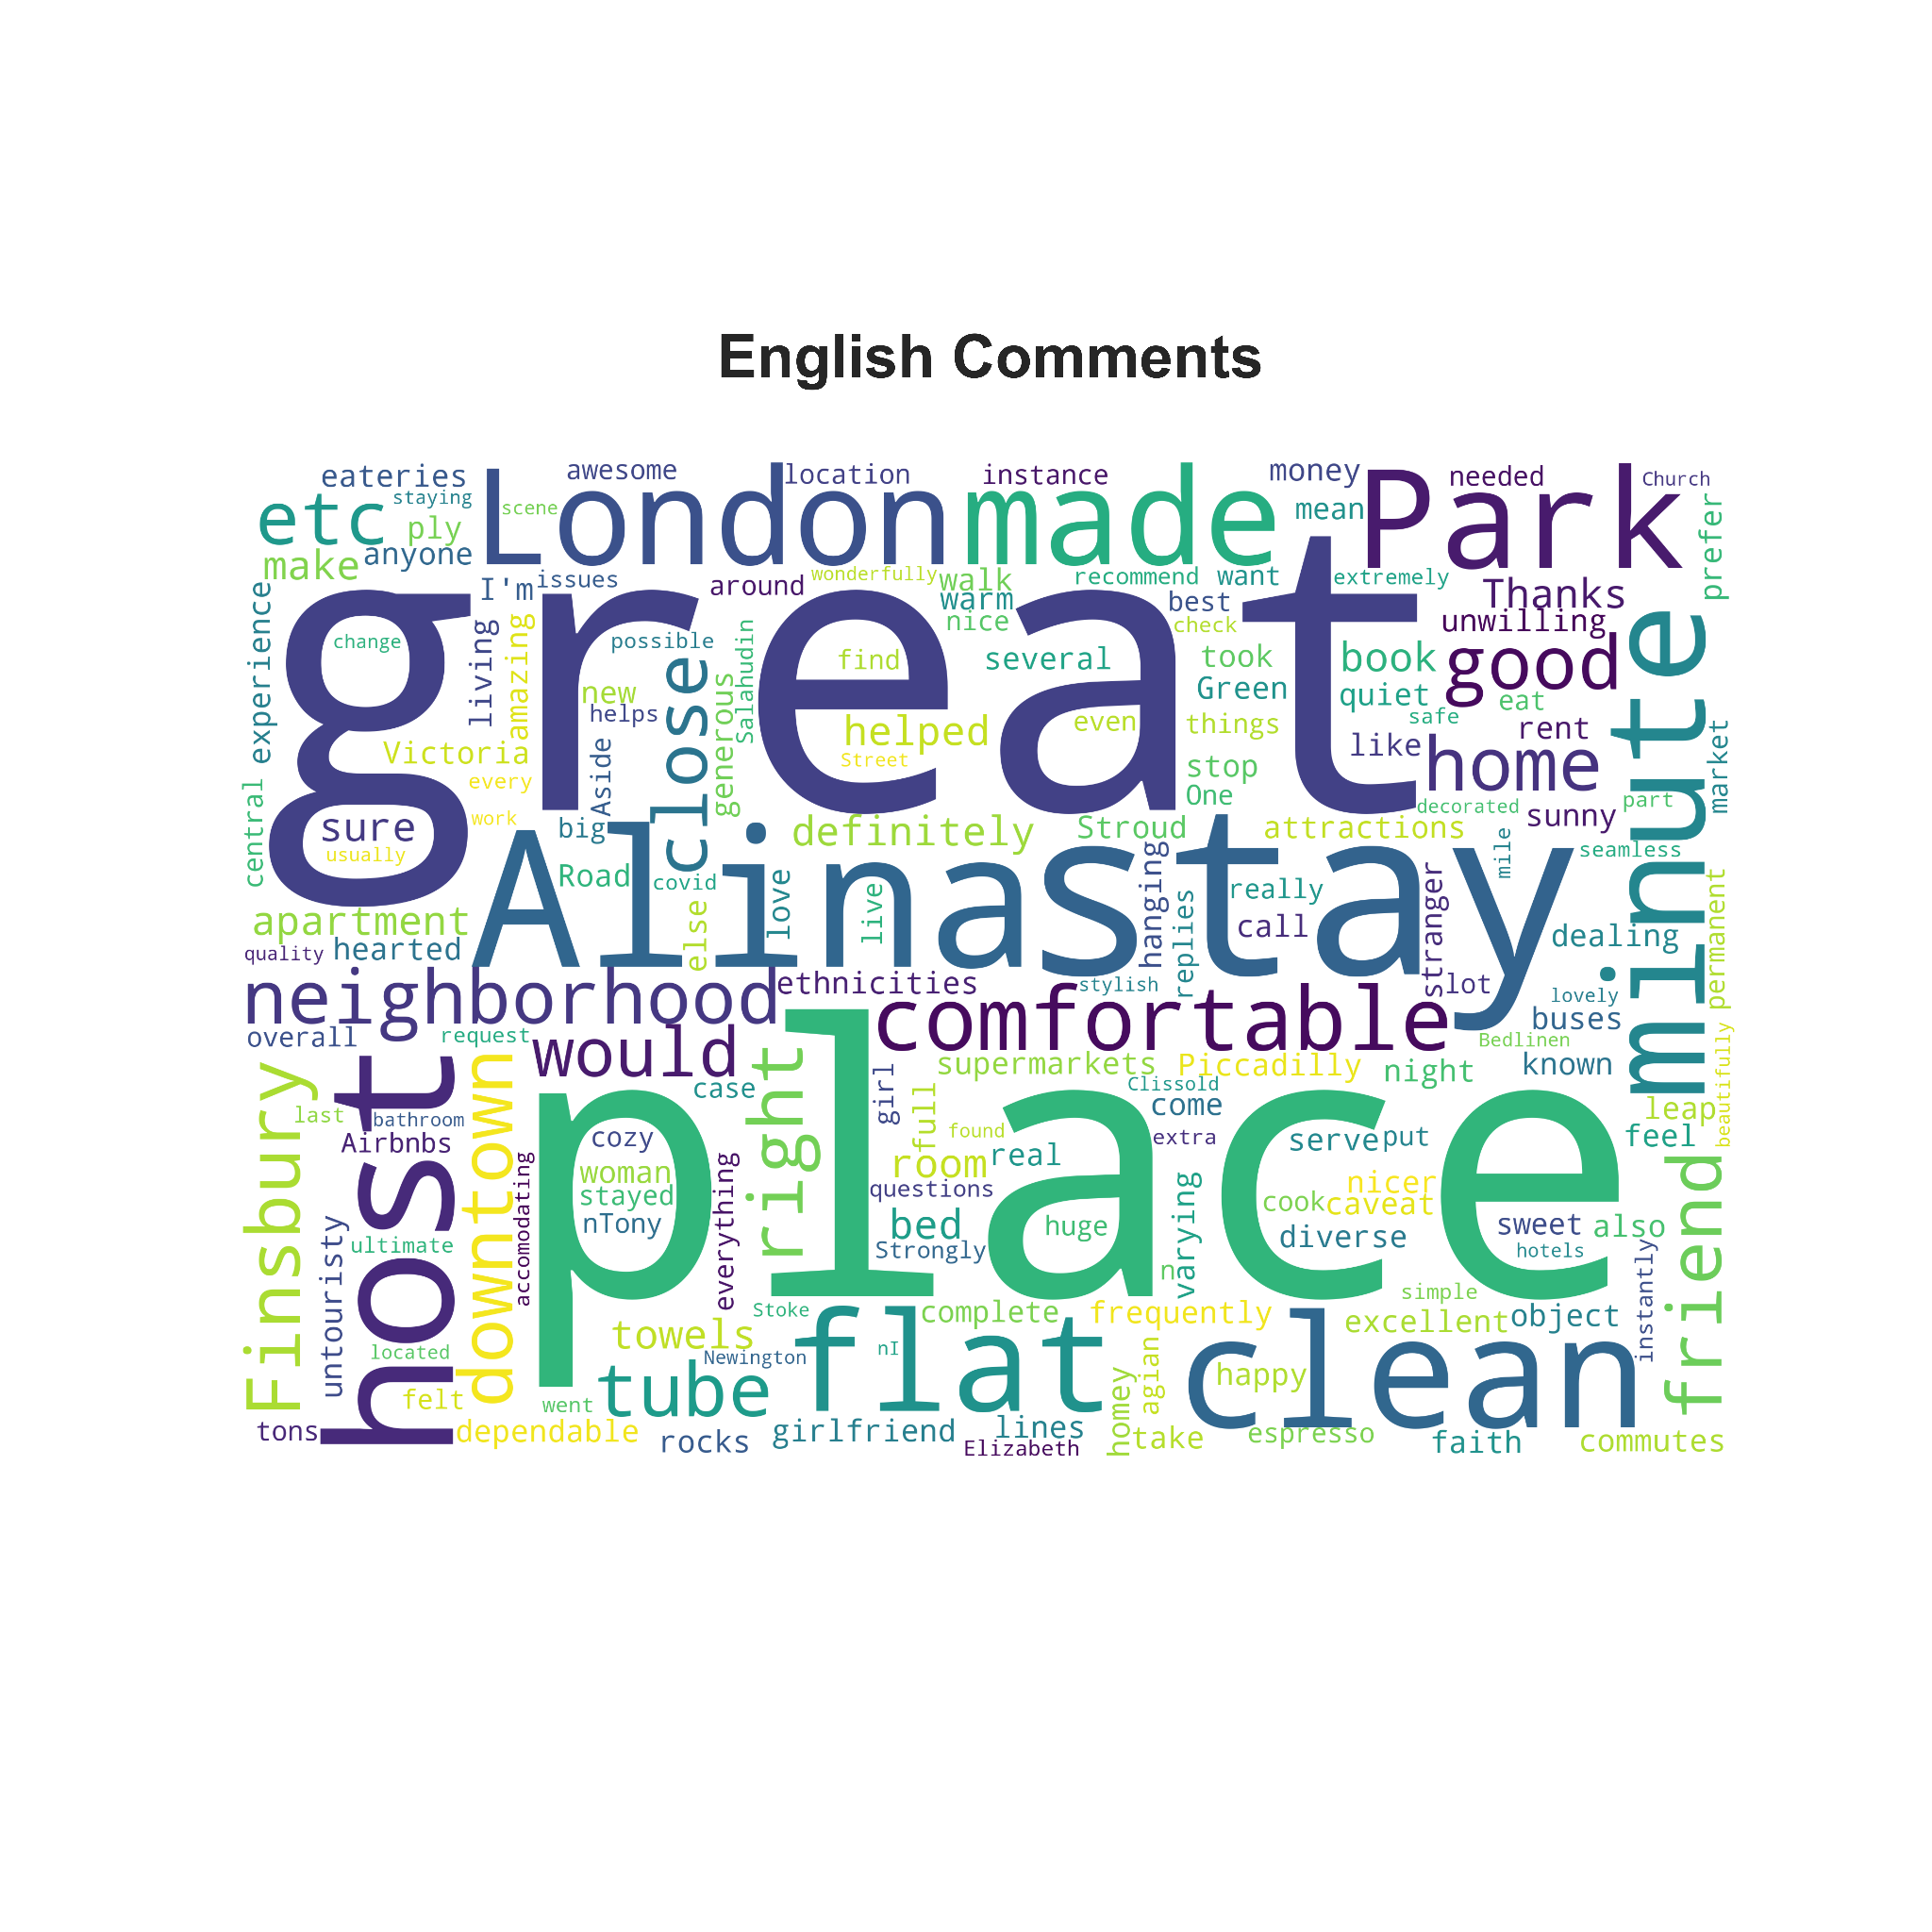 English Comments
eateries awesome location instance money needed Church
etc staying scene London made Park
ply mean prefer
make anyone
I'm issues around wonderfully walk recommend want extremely
experience warm best Thanks
great
change living amazing possible Salahudin nice check unwilling
find several took book good minute
new close generous Green quiet
helps helped even things safe eat
Victoria Street like rent market
every Aside stop home
central work One decorated sunny part
sure big definitely Stroud attractions
usually Alina stay mile seamless
Road covid love live hanging really
apartment else replies call stranger dealing permanent
quality hearted
neighborhood ethnicities stylish slot lovely
comfortable buses
overall request would
Finsbury host downtown right supermarkets Piccadilly night Bedlinen known beautifully
case girl full Clissold
last bathroom come leap
Airbnbs cozy found extra serve put feel
accomodating woman everything room real
place
stayed questions cook nicer caveat friend
untouristy nTony bed huge varying sweet also
ultimate Strongly diverse hotels
n instantly
Stoke complete frequently simple
towels flat excellent object
located Newington nI clean
felt went tube homey agian happy
tons dependable rocks girlfriend lines take espresso faith commutes
Elizabeth